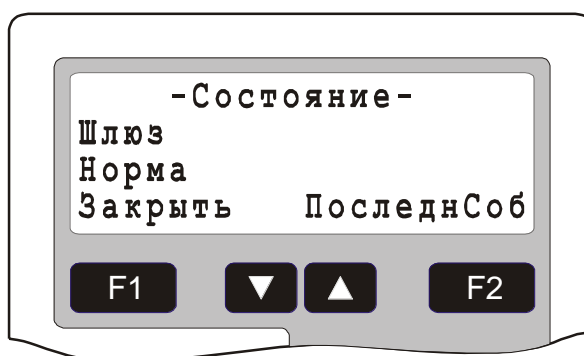 -Состояние-
Шлюз
Норма
Закрыть ПоследнСоб
F1 ▼ ▲ F2